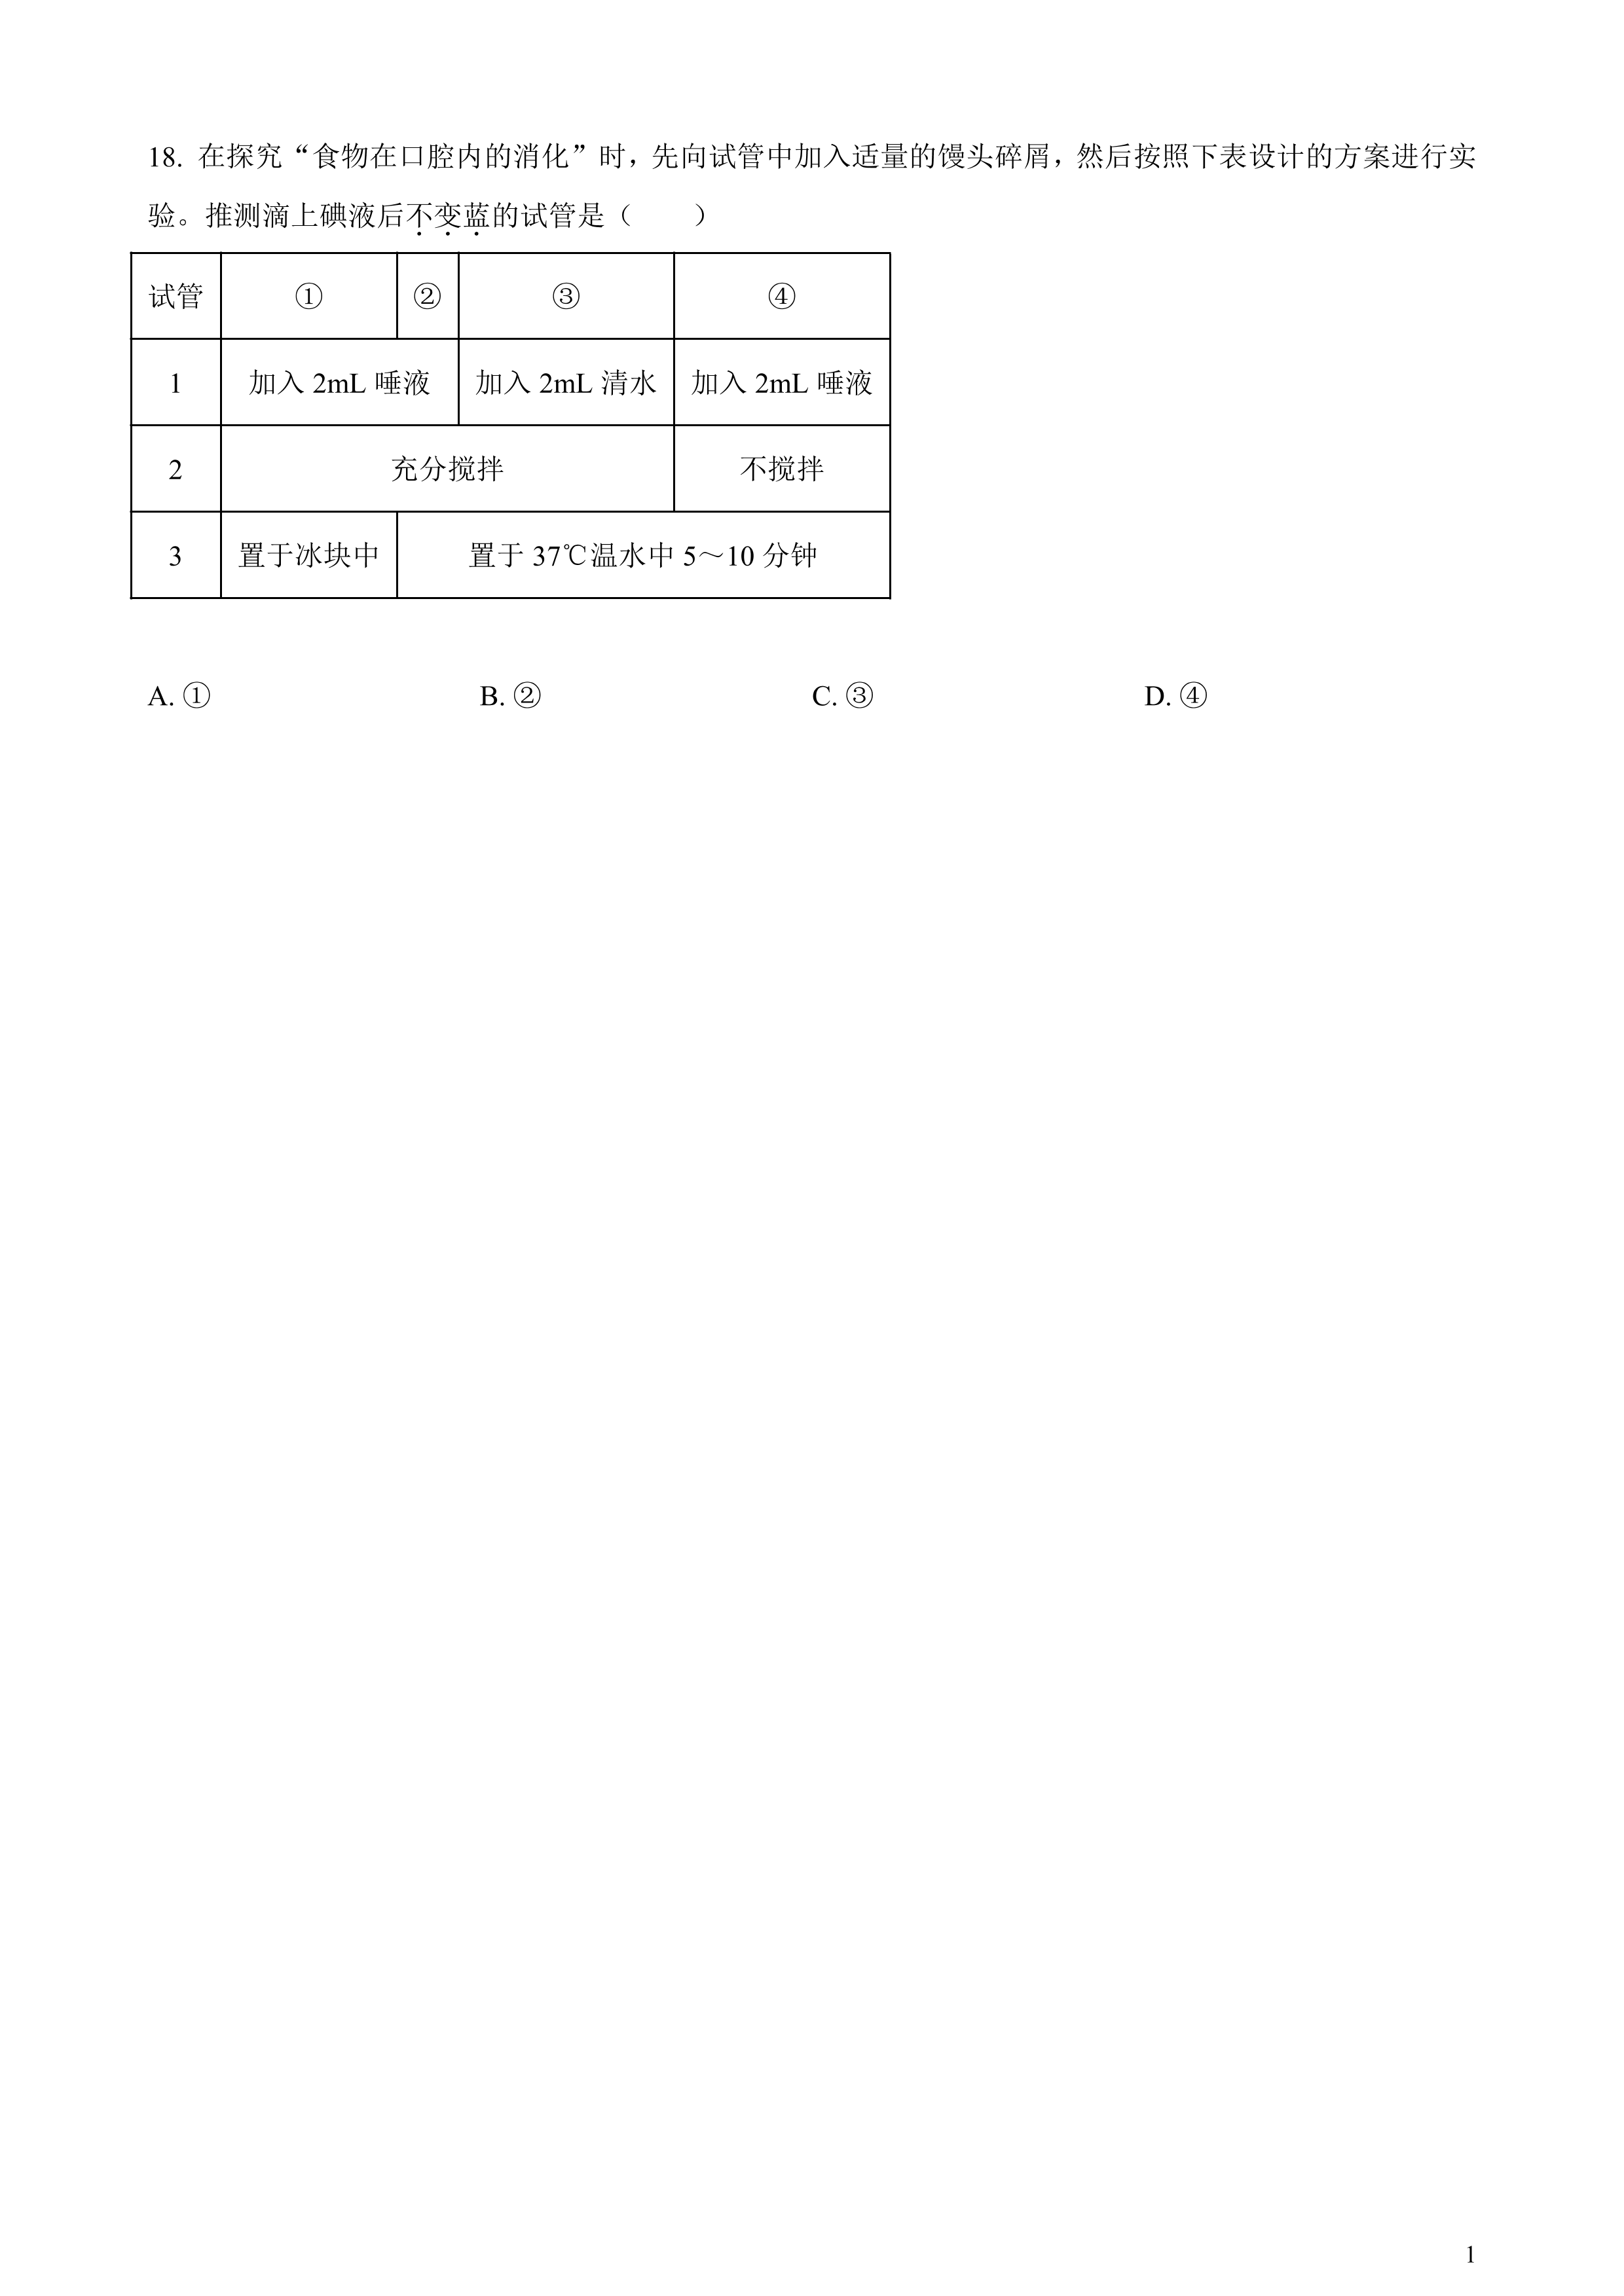 18. 在探究“食物在口腔内的消化”时，先向试管中加入适量的馒头碎屑，然后按照下表设计的方案进行实
验。推测滴上碘液后不变蓝的试管是（　　）
试管 ① ② ③ ④
1 加入 2mL 唾液 加入 2mL 清水 加入 2mL 唾液
2 充分搅拌 不搅拌
3 置于冰块中 置于 37℃温水中 5～10 分钟
A. ① B. ② C. ③ D. ④
1